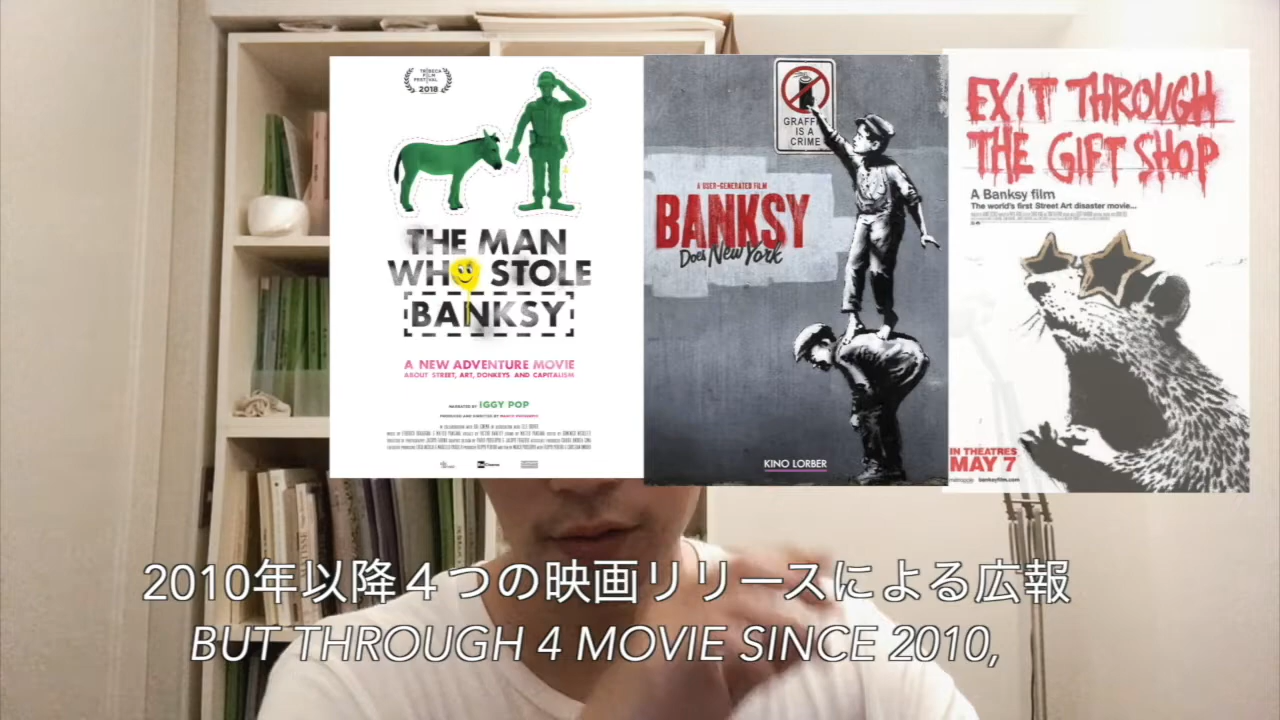 TRIBECA
FILM
FESTIVAL
2018
THE MAN
WHO STOLE
BANKSY
A NEW ADVENTURE MOVIE
ABOUT STREET, ART, DONKEYS AND CAPITALISM
NARRATED BY IGGY POP
GRAFFITI
IS A
CRIME
A USER-GENERATED FILM
BANKSY
Does New York
KINO LORBER
EXIT THROUGH
THE GIFT SHOP
A Banksy film
The world's first Street Art disaster movie...
IN THEATRES
MAY 7
banksyfilm.com
2010年以降４つの映画リリースによる広報
BUT THROUGH 4 MOVIE SINCE 2010,